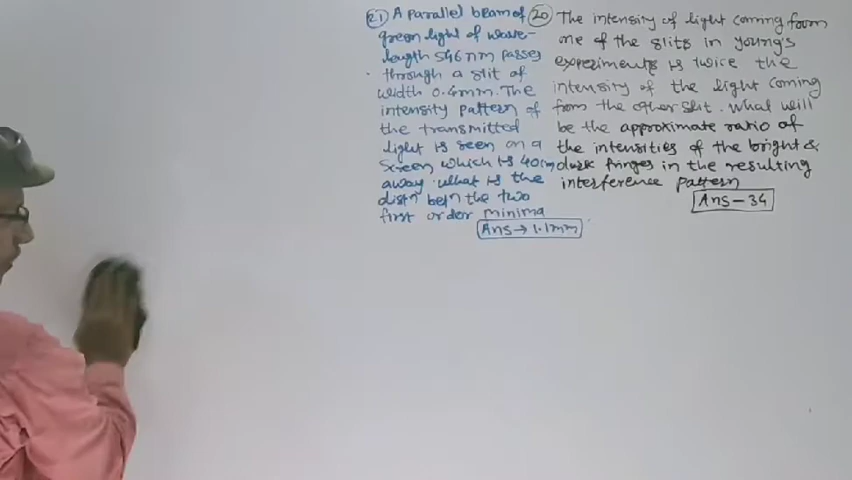 21 A parallel beam of
green light of wave-
length 546 nm passes
through a slit of
width 0.4mm. The
intensity pattern of
the transmitted
light is seen on a
screen which is 40cm
away. what is the
distn betn the two
first order minima
Ans → 1.1mm
20 The intensity of light coming from
one of the slits in young's
experiments is twice the
intensity of the light coming
from the other slit. what will
be the approximate ratio of
the intensities of the bright &
dark fringes in the resulting
interference pattern
Ans - 34